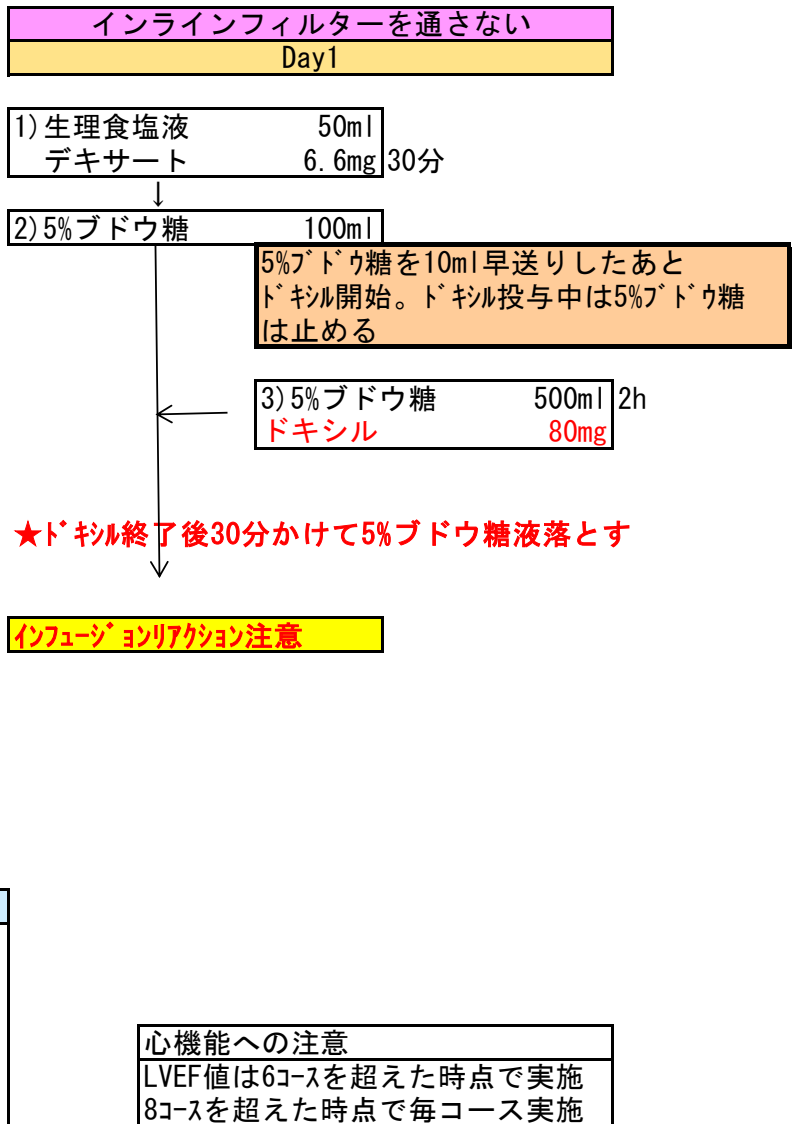 インラインフィルターを通さない
Day1
1)生理食塩液 50ml
デキサート 6.6mg 30分
↓
2)5%ブドウ糖 100ml
5%ﾌﾞﾄﾞｳ糖を10ml早送りしたあと
ﾄﾞｷｼﾙ開始。ﾄﾞｷｼﾙ投与中は5%ﾌﾞﾄﾞｳ糖
は止める
3)5%ブドウ糖 500ml 2h
ドキシル 80mg
★ﾄﾞｷｼﾙ終了後30分かけて5%ブドウ糖液落とす
ｲﾝﾌｭｰｼﾞｮﾝﾘｱｸｼｮﾝ注意
心機能への注意
LVEF値は6ｺｰｽを超えた時点で実施
8ｺｰｽを超えた時点で毎コース実施